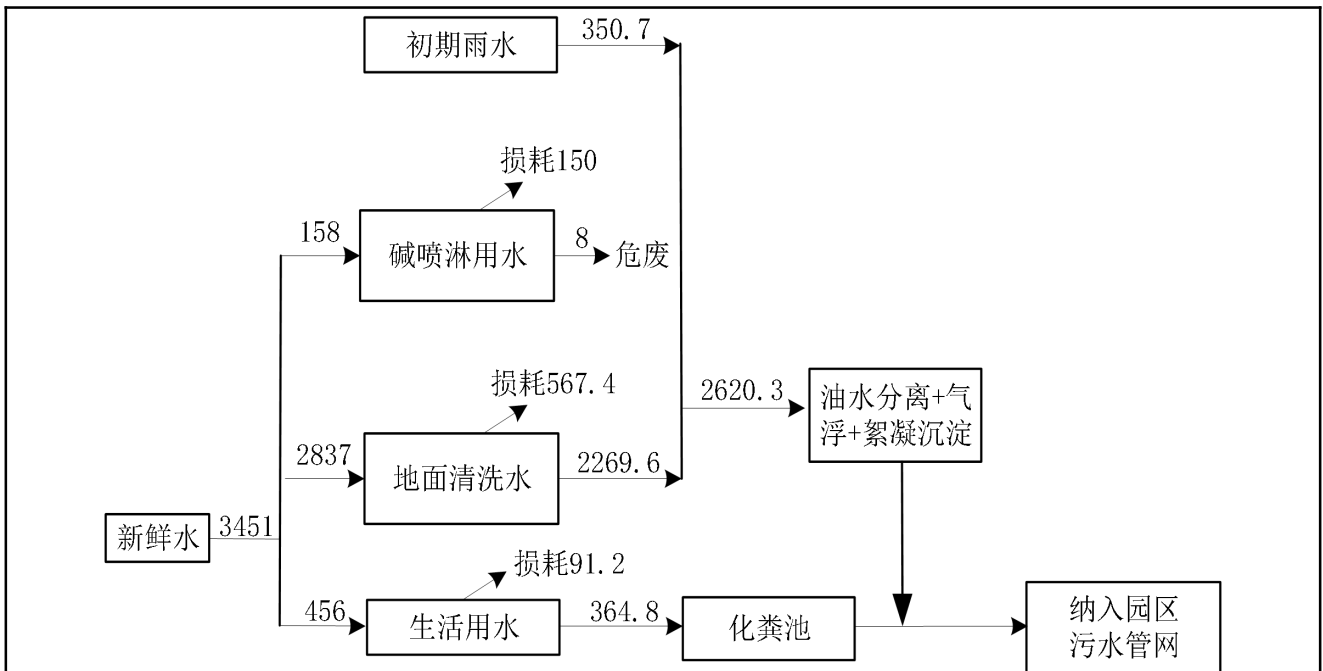 初期雨水
350.7
损耗150
158
碱喷淋用水
8
危废
损耗567.4
2837
地面清洗水
2269.6
2620.3
油水分离+气
浮+絮凝沉淀
新鲜水
3451
损耗91.2
456
生活用水
364.8
化粪池
纳入园区
污水管网